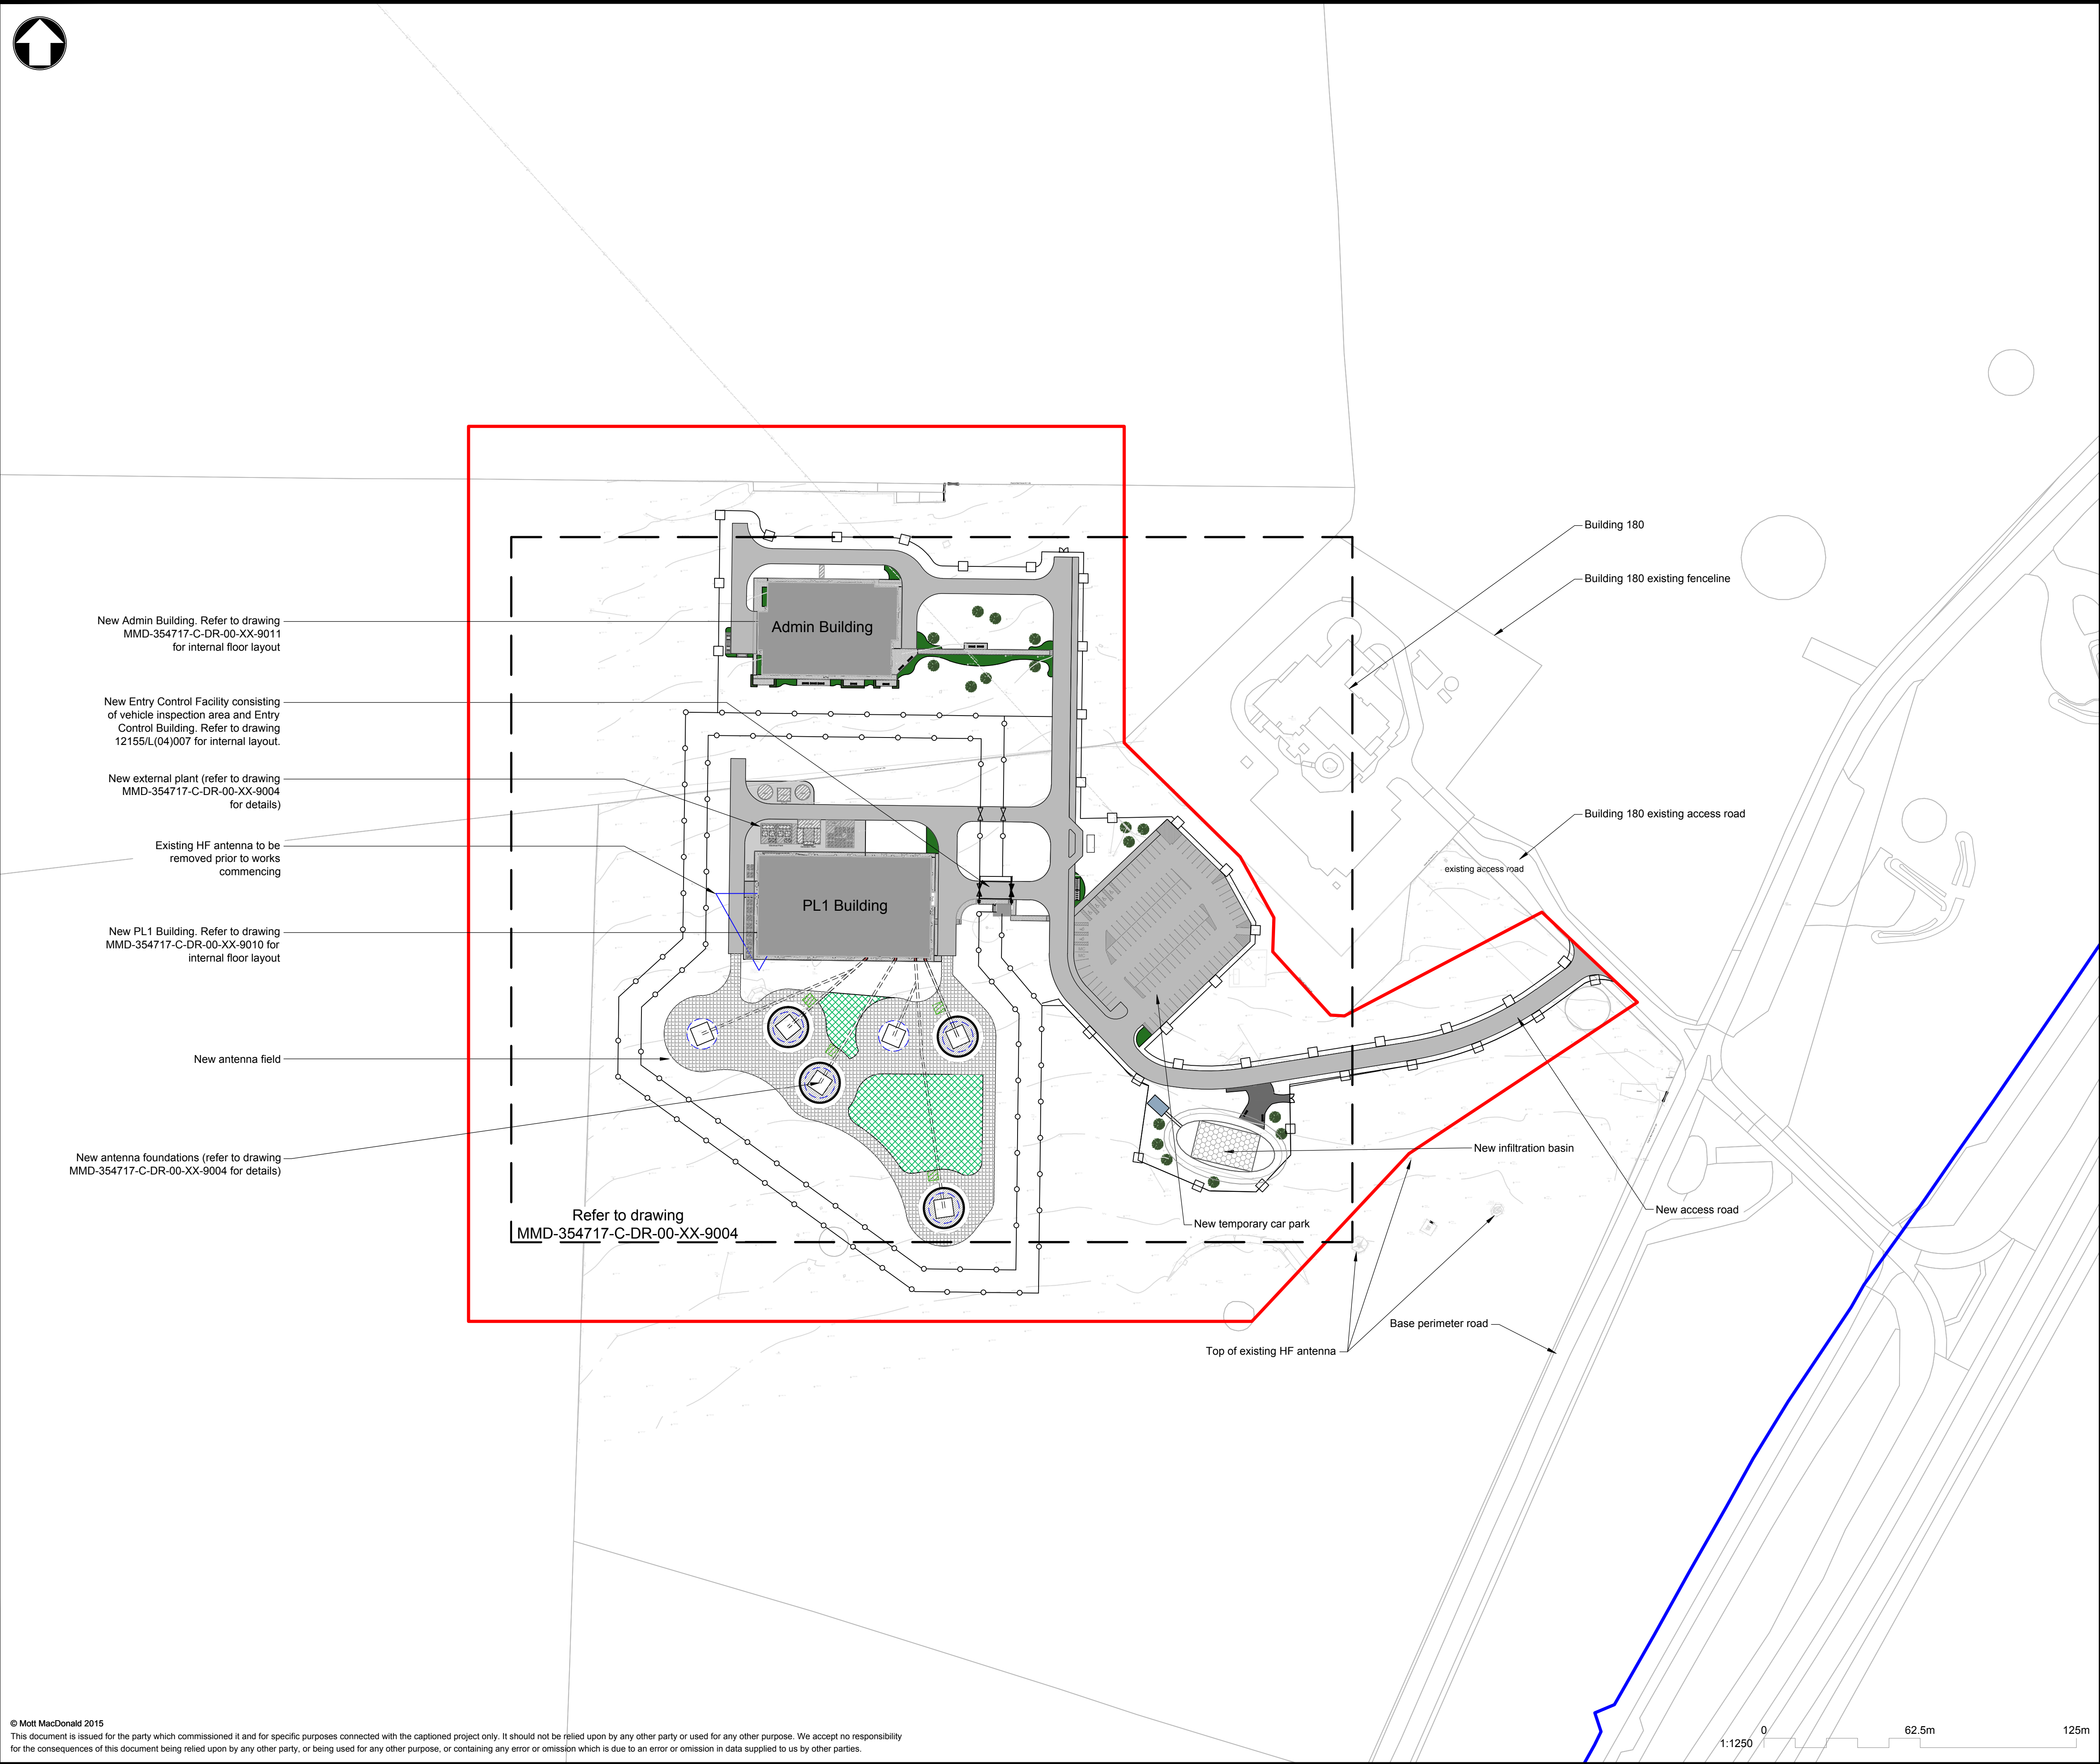 New Admin Building. Refer to drawing
MMD-354717-C-DR-00-XX-9011
for internal floor layout
New Entry Control Facility consisting
of vehicle inspection area and Entry
Control Building. Refer to drawing
12155/L(04)007 for internal layout.
New external plant (refer to drawing
MMD-354717-C-DR-00-XX-9004
for details)
Existing HF antenna to be
removed prior to works
commencing
New PL1 Building. Refer to drawing
MMD-354717-C-DR-00-XX-9010 for
internal floor layout
New antenna field
New antenna foundations (refer to drawing
MMD-354717-C-DR-00-XX-9004 for details)
Admin Building
PL1 Building
Refer to drawing
MMD-354717-C-DR-00-XX-9004
Building 180
Building 180 existing fenceline
Building 180 existing access road
existing access road
New infiltration basin
New access road
New temporary car park
Base perimeter road
Top of existing HF antenna
© Mott MacDonald 2015
This document is issued for the party which commissioned it and for specific purposes connected with the captioned project only. It should not be relied upon by any other party or used for any other purpose. We accept no responsibility
for the consequences of this document being relied upon by any other party, or being used for any other purpose, or containing any error or omission which is due to an error or omission in data supplied to us by other parties.
1:1250
0
62.5m
125m